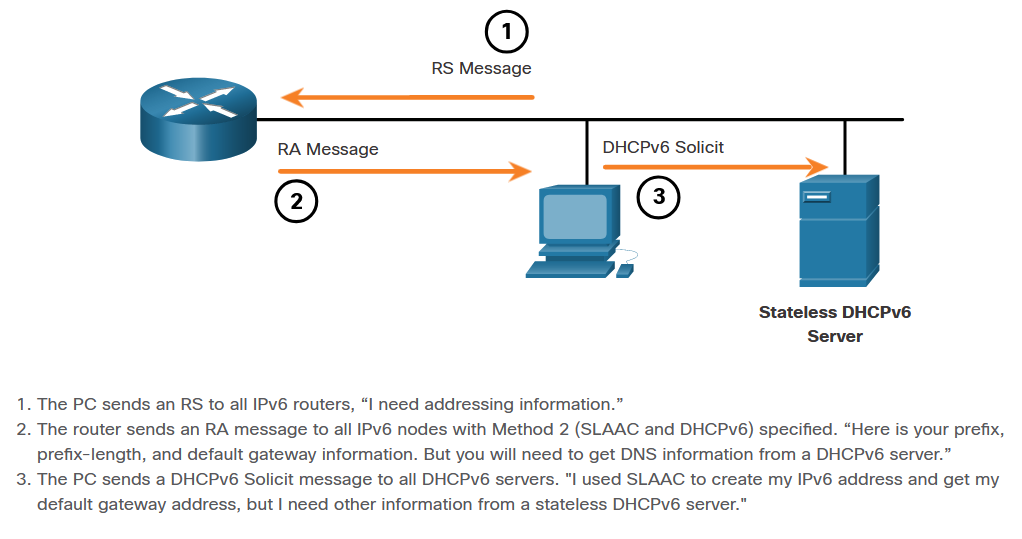 1
RS Message
RA Message
DHCPv6 Solicit
2
3
Stateless DHCPv6
Server
1. The PC sends an RS to all IPv6 routers, “I need addressing information.”
2. The router sends an RA message to all IPv6 nodes with Method 2 (SLAAC and DHCPv6) specified. “Here is your prefix,
prefix-length, and default gateway information. But you will need to get DNS information from a DHCPv6 server.”
3. The PC sends a DHCPv6 Solicit message to all DHCPv6 servers. "I used SLAAC to create my IPv6 address and get my
default gateway address, but I need other information from a stateless DHCPv6 server."